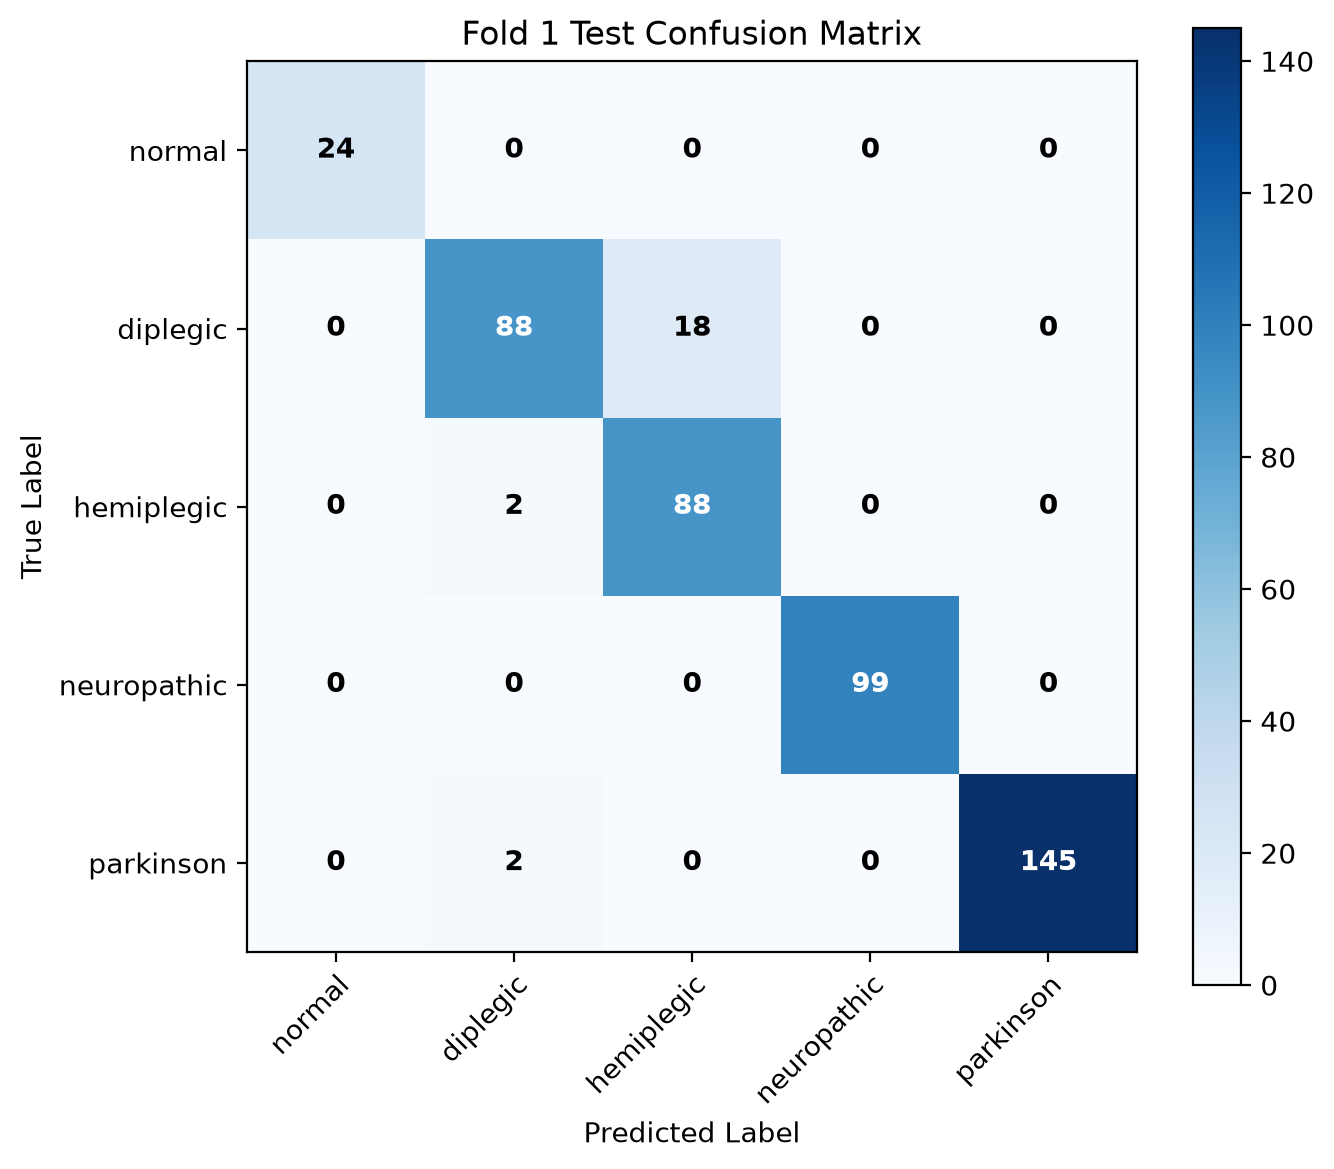 Fold 1 Test Confusion Matrix
True Label
normal 24 0 0 0 0
diplegic 0 88 18 0 0
hemiplegic 0 2 88 0 0
neuropathic 0 0 0 99 0
parkinson 0 2 0 0 145
normal diplegic hemiplegic neuropathic parkinson
Predicted Label
140
120
100
80
60
40
20
0